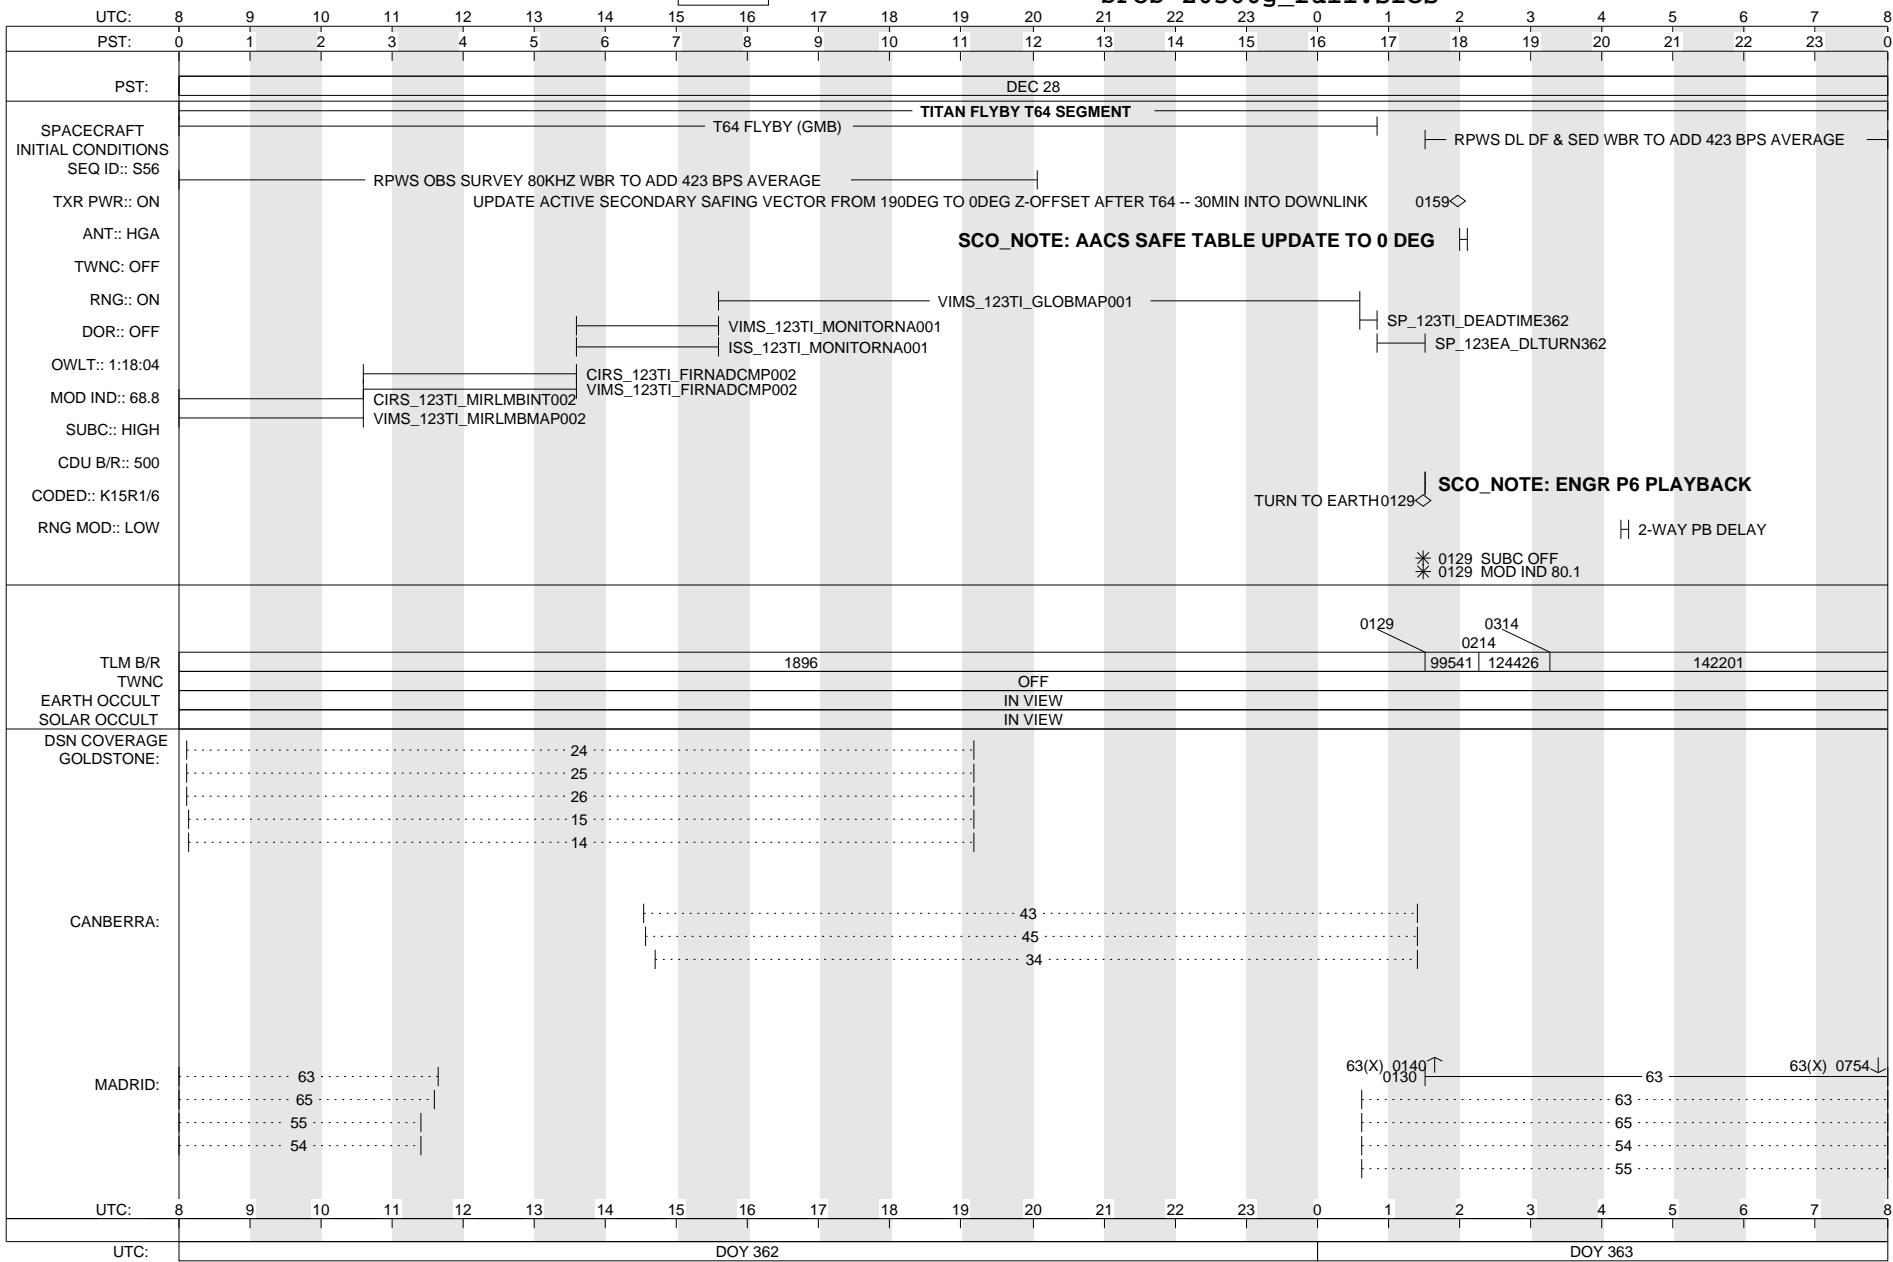 UTC: 8 9 10 11 12 13 14 15 16 17 18 19 20 21 22 23 0 1 2 3 4 5 6 7 8
PST: 0 1 2 3 4 5 6 7 8 9 10 11 12 13 14 15 16 17 18 19 20 21 22 23 0
PST: DEC 28
TITAN FLYBY T64 SEGMENT
SPACECRAFT
INITIAL CONDITIONS
T64 FLYBY (GMB)
RPWS DL DF & SED WBR TO ADD 423 BPS AVERAGE
SEQ ID:: S56
RPWS OBS SURVEY 80KHZ WBR TO ADD 423 BPS AVERAGE
TXR PWR:: ON
UPDATE ACTIVE SECONDARY SAFING VECTOR FROM 190DEG TO 0DEG Z-OFFSET AFTER T64 -- 30MIN INTO DOWNLINK 0159
ANT:: HGA
SCO_NOTE: AACS SAFE TABLE UPDATE TO 0 DEG
TWNC: OFF
RNG:: ON
VIMS_123TI_GLOBMAP001
SP_123TI_DEADTIME362
DOR:: OFF
VIMS_123TI_MONITORNA001
ISS_123TI_MONITORNA001
SP_123EA_DLTURN362
OWLT:: 1:18:04
CIRS_123TI_FIRNADCMP002
VIMS_123TI_FIRNADCMP002
MOD IND:: 68.8
CIRS_123TI_MIRLMBINT002
VIMS_123TI_MIRLMBMAP002
SUBC:: HIGH
CDU B/R:: 500
SCO_NOTE: ENGR P6 PLAYBACK
CODED:: K15R1/6
TURN TO EARTH 0129
RNG MOD:: LOW
2-WAY PB DELAY
0129 SUBC OFF
0129 MOD IND 80.1
0129 0314
0214
TLM B/R 1896 99541 124426 142201
TWNC OFF
EARTH OCCULT IN VIEW
SOLAR OCCULT IN VIEW
DSN COVERAGE
GOLDSTONE:
24
25
26
15
14
CANBERRA:
43
45
34
MADRID:
63(X) 0140 63(X) 0754
63 0130 63
65 63
55 65
54 54
55
UTC: 8 9 10 11 12 13 14 15 16 17 18 19 20 21 22 23 0 1 2 3 4 5 6 7 8
UTC: DOY 362 DOY 363